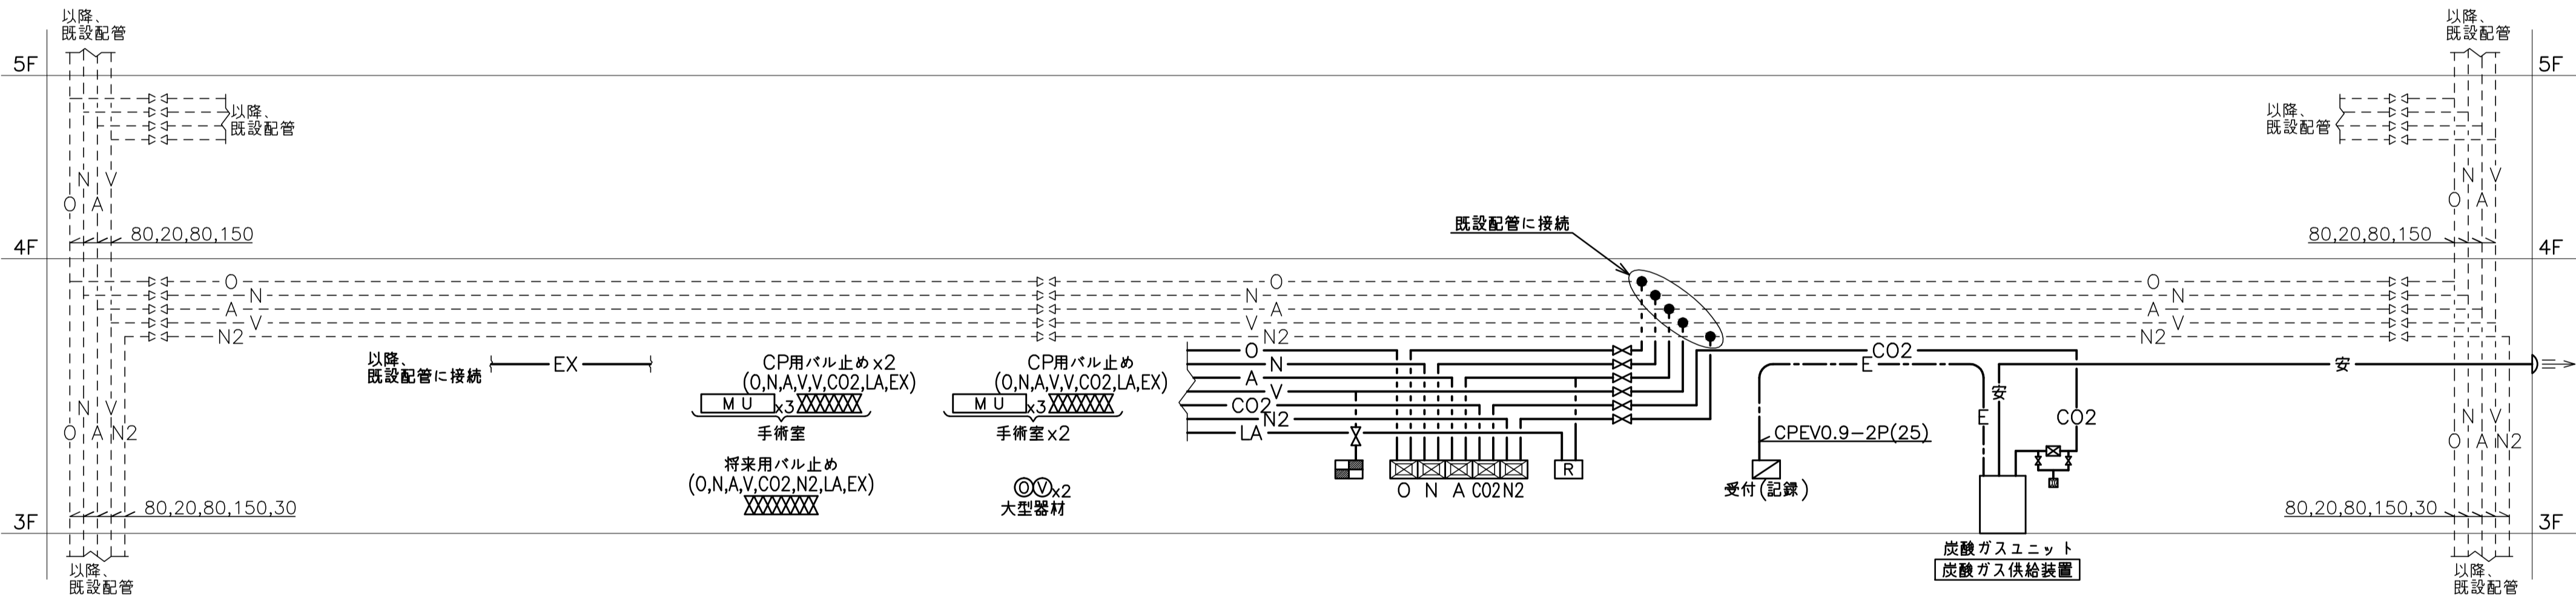 以降、
既設配管
以降、
既設配管
5F
5F
以降、
既設配管
以降、
既設配管
N V
O A
N V
O A
80,20,80,150
既設配管に接続
80,20,80,150
4F
4F
O
N
A
V
N2
O
N
A
V
N2
O
N
A
V
N2
以降、
既設配管に接続
EX
CP用バル止めx2
(O,N,A,V,V,CO2,LA,EX)
MU x3
手術室
CP用バル止め
(O,N,A,V,V,CO2,LA,EX)
MU x3
手術室x2
将来用バル止め
(O,N,A,V,CO2,N2,LA,EX)
OV x2
大型器材
O
N
A
V
CO2
N2
LA
O N A CO2 N2
R
CO2
E
安
安
E
CO2
CPEV0.9-2P(25)
受付(記録)
N V
O A N2
N V
O A N2
80,20,80,150,30
80,20,80,150,30
3F
3F
炭酸ガスユニット
炭酸ガス供給装置
以降、
既設配管
以降、
既設配管